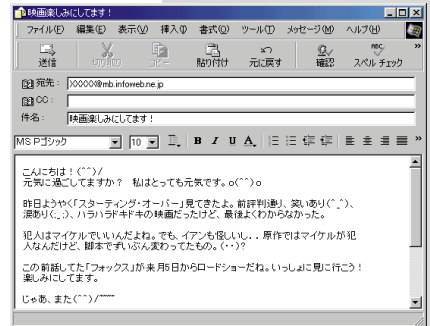 映画楽しみにしてます！
ファイル(F) 編集(E) 表示(V) 挿入(I) 書式(O) ツール(T) メッセージ(M) ヘルプ(H)
送信 切り取り コピー 貼り付け 元に戻す 確認 スペル チェック »
宛先： XXXXX@mb.infoweb.ne.jp
CC：
件名： 映画楽しみにしてます！
MS Pゴシック 10 B I U A »
こんにちは！(^^)/
元気に過ごしてますか？ 私はとっても元気です。o(^^)o
昨日ようやく「スターティング・オーバー」見てきたよ。前評判通り、笑いあり(^_^)、
涙あり(;_;)、ハラハラドキドキの映画だったけど、最後よくわからなかった。
犯人はマイケルでいいんだよね。でも、イアンも怪しいし．．原作ではマイケルが犯
人なんだけど、脚本でずいぶん変わってたもの。(・・)?
この前話してた「フォックス」が来月5日からロードショーだね。いっしょに見に行こう！
楽しみにしてます。
じゃあ、また(^^)/~~~~